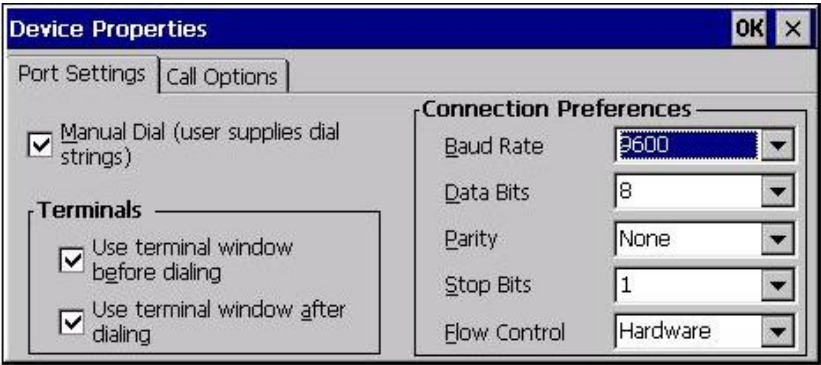 Device Properties OK ×
Port Settings Call Options
Manual Dial (user supplies dial
strings)
Terminals
Use terminal window
before dialing
Use terminal window after
dialing
Connection Preferences
Baud Rate 9600
Data Bits 8
Parity None
Stop Bits 1
Flow Control Hardware